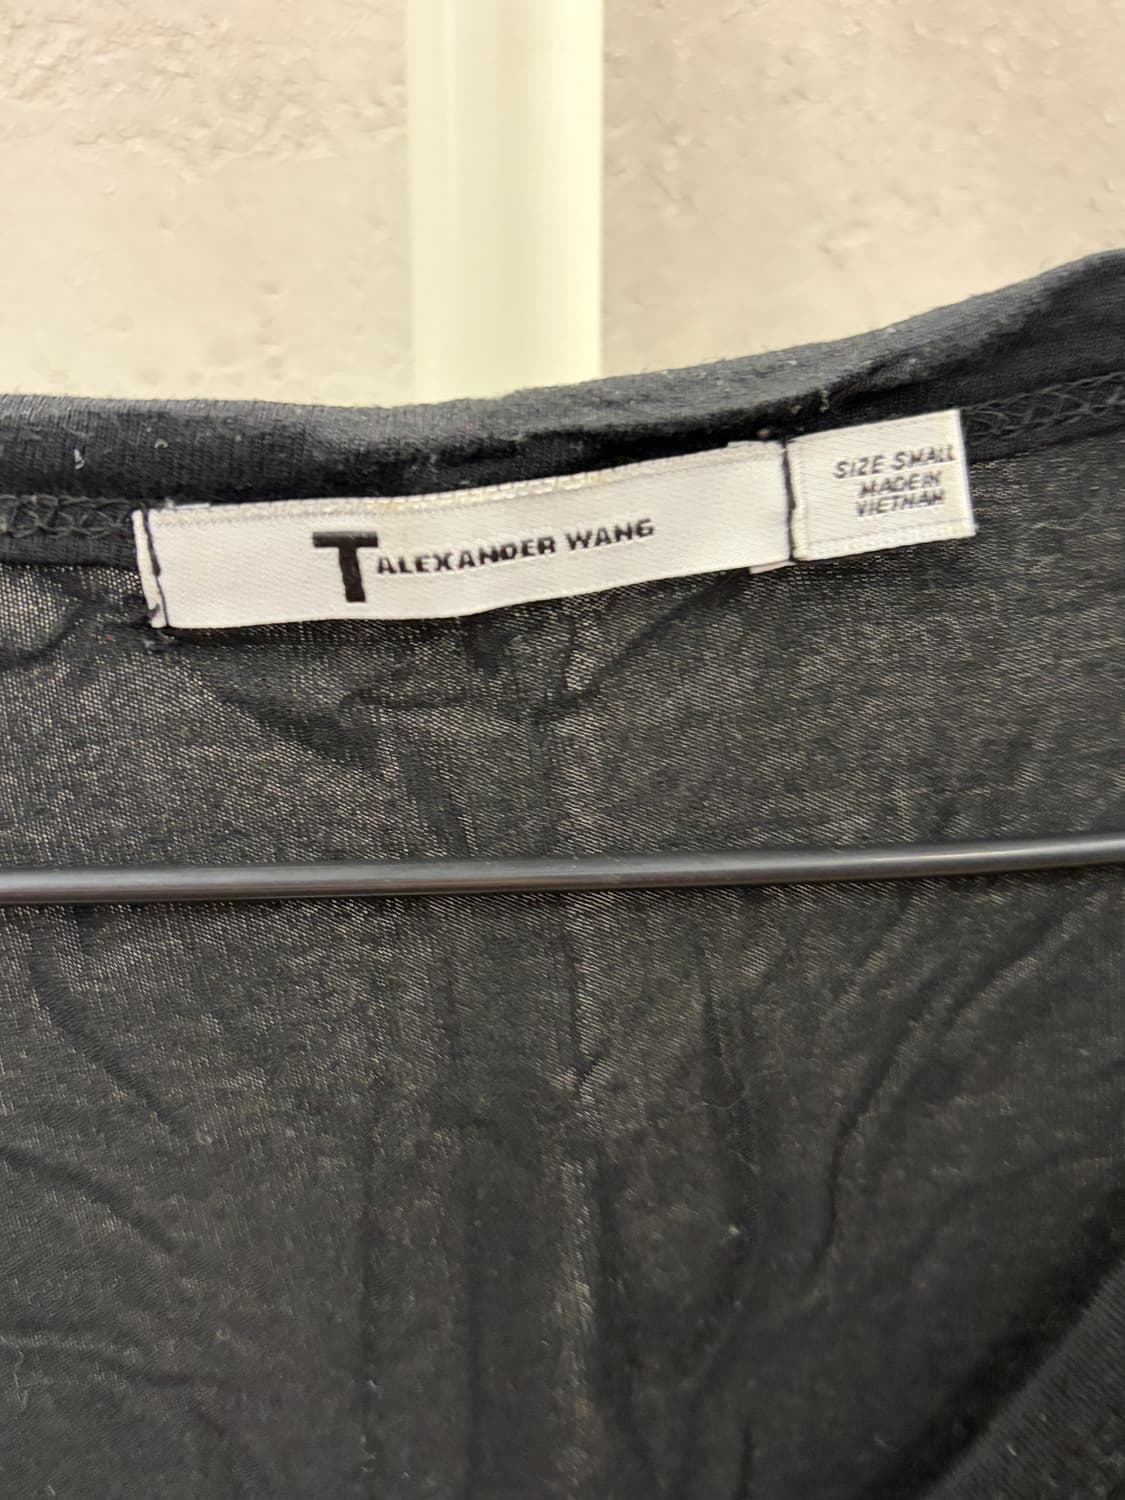 T ALEXANDER WANG
SIZE SMALL
MADE IN
VIETNAM